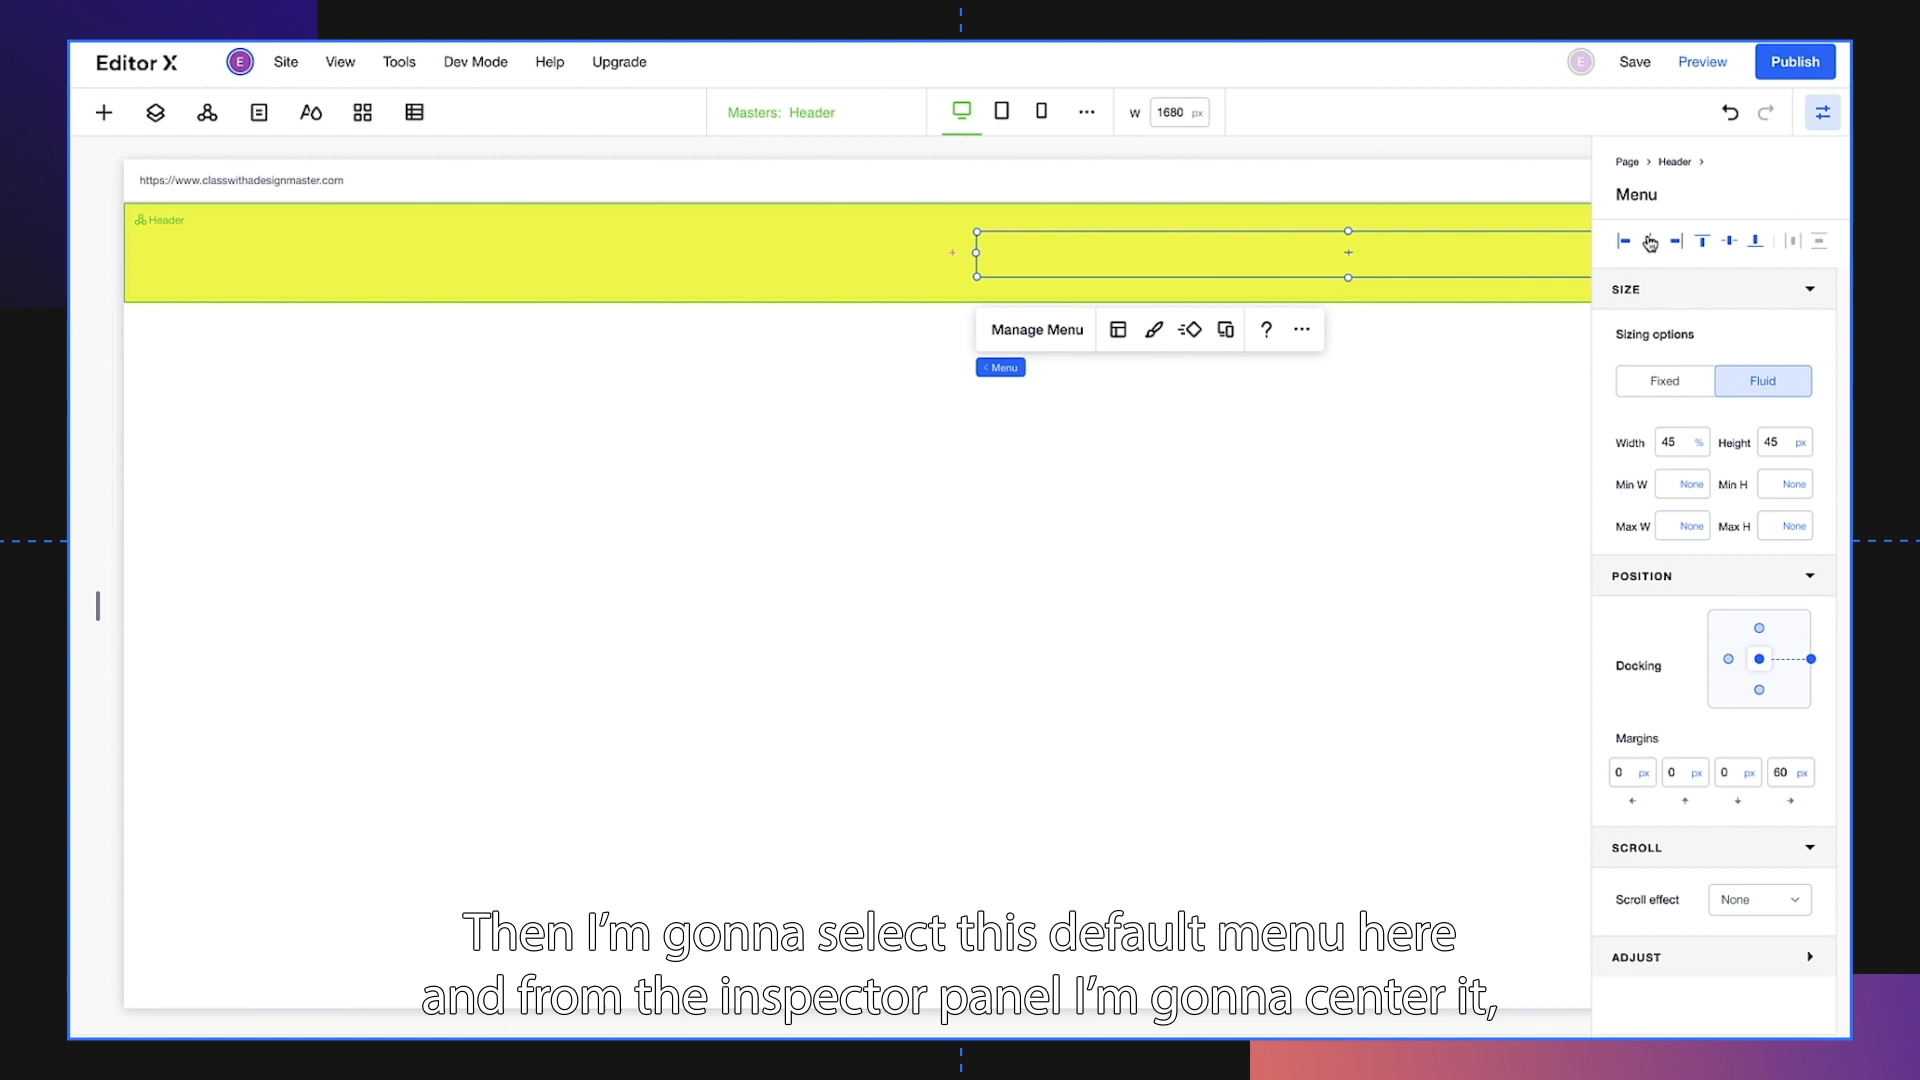 Editor X
E
Site
View
Tools
Dev Mode
Help
Upgrade
E
Save
Preview
Publish
Masters: Header
W 1680 px
https://www.classwithadesignmaster.com
Header
Manage Menu
?
< Menu
Page > Header >
Menu
SIZE
Sizing options
Fixed
Fluid
Width 45 % Height 45 px
Min W None Min H None
Max W None Max H None
POSITION
Docking
Margins
0 px 0 px 0 px 60 px
SCROLL
Scroll effect None
ADJUST
Then I'm gonna select this default menu here
and from the inspector panel I'm gonna center it,